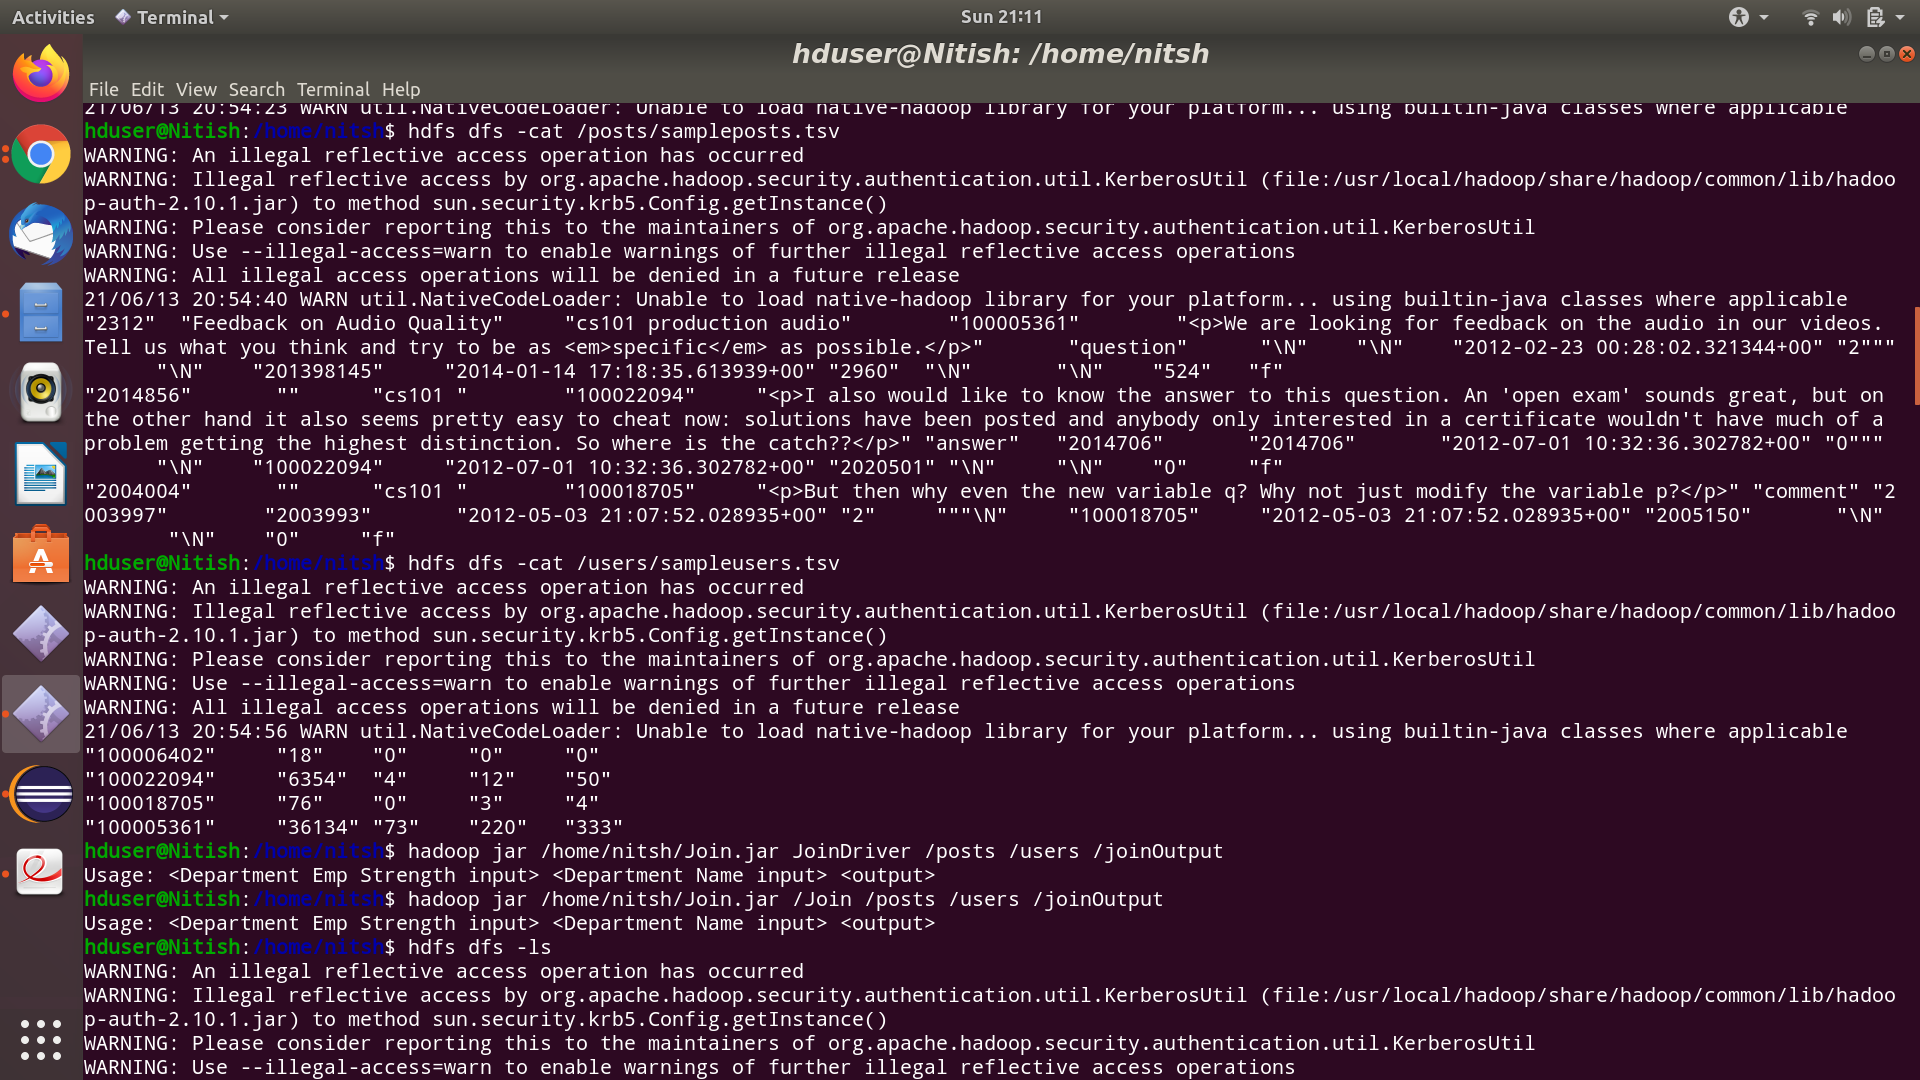 Activities Terminal Sun 21:11
hduser@Nitish: /home/nitsh
File Edit View Search Terminal Help
21/06/13 20:54:23 WARN util.NativeCodeLoader: Unable to load native-hadoop library for your platform... using builtin-java classes where applicable
hduser@Nitish:/home/nitsh$ hdfs dfs -cat /posts/sampleposts.tsv
WARNING: An illegal reflective access operation has occurred
WARNING: Illegal reflective access by org.apache.hadoop.security.authentication.util.KerberosUtil (file:/usr/local/hadoop/share/hadoop/common/lib/hadoo
p-auth-2.10.1.jar) to method sun.security.krb5.Config.getInstance()
WARNING: Please consider reporting this to the maintainers of org.apache.hadoop.security.authentication.util.KerberosUtil
WARNING: Use --illegal-access=warn to enable warnings of further illegal reflective access operations
WARNING: All illegal access operations will be denied in a future release
21/06/13 20:54:40 WARN util.NativeCodeLoader: Unable to load native-hadoop library for your platform... using builtin-java classes where applicable
"2312" "Feedback on Audio Quality" "cs101 production audio" "100005361" "<p>We are looking for feedback on the audio in our videos.
Tell us what you think and try to be as <em>specific</em> as possible.</p>" "question" "\N" "\N" "2012-02-23 00:28:02.321344+00" "2"""
"\N" "201398145" "2014-01-14 17:18:35.613939+00" "2960" "\N" "\N" "524" "f"
"2014856" "" "cs101 " "100022094" "<p>I also would like to know the answer to this question. An 'open exam' sounds great, but on
the other hand it also seems pretty easy to cheat now: solutions have been posted and anybody only interested in a certificate wouldn't have much of a
problem getting the highest distinction. So where is the catch??</p>" "answer" "2014706" "2014706" "2012-07-01 10:32:36.302782+00" "0"""
"\N" "100022094" "2012-07-01 10:32:36.302782+00" "2020501" "\N" "\N" "0" "f"
"2004004" "" "cs101 " "100018705" "<p>But then why even the new variable q? Why not just modify the variable p?</p>" "comment" "2
003997" "2003993" "2012-05-03 21:07:52.028935+00" "2" """\N" "100018705" "2012-05-03 21:07:52.028935+00" "2005150" "\N"
"\N" "0" "f"
hduser@Nitish:/home/nitsh$ hdfs dfs -cat /users/sampleusers.tsv
WARNING: An illegal reflective access operation has occurred
WARNING: Illegal reflective access by org.apache.hadoop.security.authentication.util.KerberosUtil (file:/usr/local/hadoop/share/hadoop/common/lib/hadoo
p-auth-2.10.1.jar) to method sun.security.krb5.Config.getInstance()
WARNING: Please consider reporting this to the maintainers of org.apache.hadoop.security.authentication.util.KerberosUtil
WARNING: Use --illegal-access=warn to enable warnings of further illegal reflective access operations
WARNING: All illegal access operations will be denied in a future release
21/06/13 20:54:56 WARN util.NativeCodeLoader: Unable to load native-hadoop library for your platform... using builtin-java classes where applicable
"100006402" "18" "0" "0" "0"
"100022094" "6354" "4" "12" "50"
"100018705" "76" "0" "3" "4"
"100005361" "36134" "73" "220" "333"
hduser@Nitish:/home/nitsh$ hadoop jar /home/nitsh/Join.jar JoinDriver /posts /users /joinOutput
Usage: <Department Emp Strength input> <Department Name input> <output>
hduser@Nitish:/home/nitsh$ hadoop jar /home/nitsh/Join.jar /Join /posts /users /joinOutput
Usage: <Department Emp Strength input> <Department Name input> <output>
hduser@Nitish:/home/nitsh$ hdfs dfs -ls
WARNING: An illegal reflective access operation has occurred
WARNING: Illegal reflective access by org.apache.hadoop.security.authentication.util.KerberosUtil (file:/usr/local/hadoop/share/hadoop/common/lib/hadoo
p-auth-2.10.1.jar) to method sun.security.krb5.Config.getInstance()
WARNING: Please consider reporting this to the maintainers of org.apache.hadoop.security.authentication.util.KerberosUtil
WARNING: Use --illegal-access=warn to enable warnings of further illegal reflective access operations